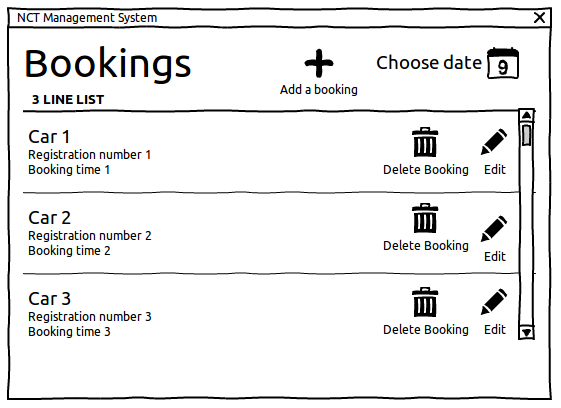 NCT Management System
Bookings
Choose date
9
Add a booking
3 LINE LIST
Car 1
Registration number 1
Booking time 1
Delete Booking
Edit
Car 2
Registration number 2
Booking time 2
Delete Booking
Edit
Car 3
Registration number 3
Booking time 3
Delete Booking
Edit